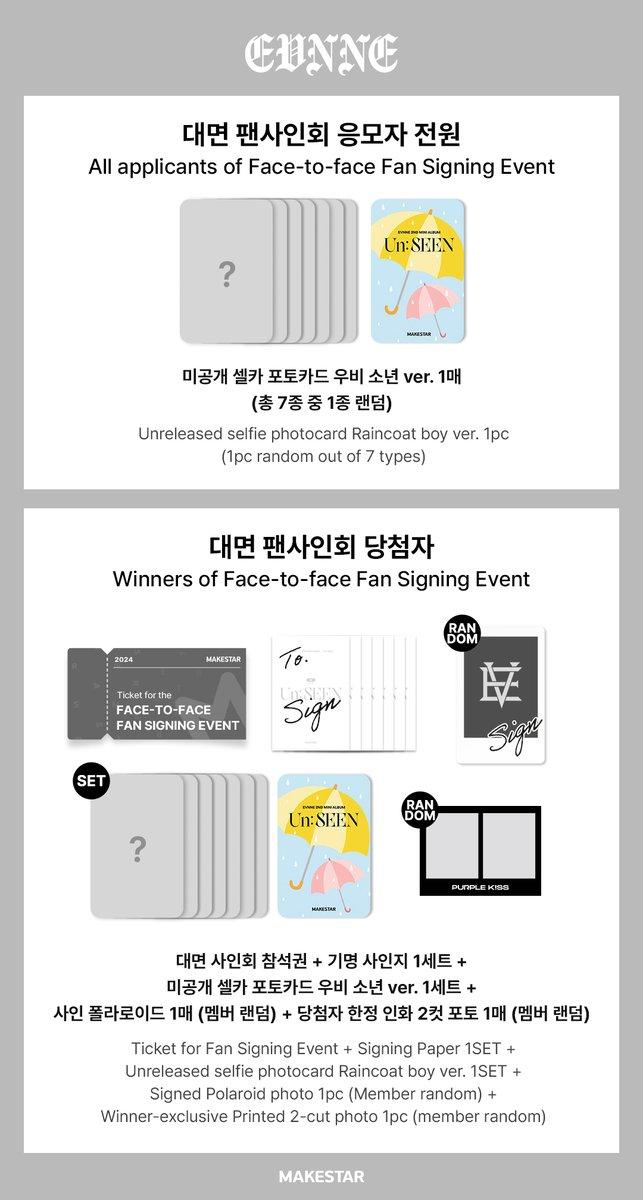 EVNNE
대면 팬사인회 응모자 전원
All applicants of Face-to-face Fan Signing Event
?
EVNNE 2ND MINI ALBUM
Un: SEEN
MAKESTAR
미공개 셀카 포토카드 우비 소년 ver. 1매
(총 7종 중 1종 랜덤)
Unreleased selfie photocard Raincoat boy ver. 1pc
(1pc random out of 7 types)
대면 팬사인회 당첨자
Winners of Face-to-face Fan Signing Event
2024
MAKESTAR
Ticket for the
FACE-TO-FACE
FAN SIGNING EVENT
To.
Un:SEEN
Sign
RAN
DOM
Sign
SET
?
EVNNE 2ND MINI ALBUM
Un: SEEN
MAKESTAR
RAN
DOM
PURPLE K!SS
대면 사인회 참석권 + 기명 사인지 1세트 +
미공개 셀카 포토카드 우비 소년 ver. 1세트 +
사인 폴라로이드 1매 (멤버 랜덤) + 당첨자 한정 인화 2컷 포토 1매 (멤버 랜덤)
Ticket for Fan Signing Event + Signing Paper 1SET +
Unreleased selfie photocard Raincoat boy ver. 1SET +
Signed Polaroid photo 1pc (Member random) +
Winner-exclusive Printed 2-cut photo 1pc (member random)
MAKESTAR